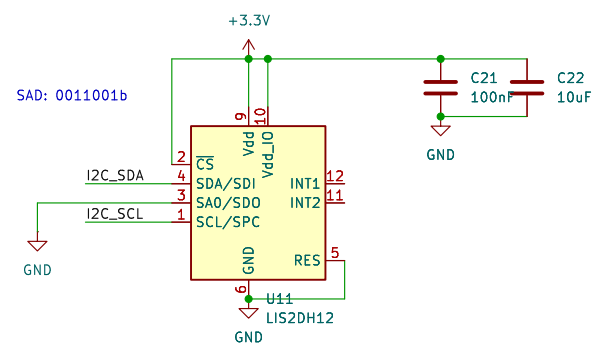 +3.3V
SAD: 0011001b
C21
100nF
C22
10uF
GND
9
10
Vdd
Vdd_IO
2
CS
4
I2C_SDA
SDA/SDI
INT1
12
3
SA0/SDO
INT2
11
1
I2C_SCL
SCL/SPC
GND
RES
5
GND
6
U11
LIS2DH12
GND